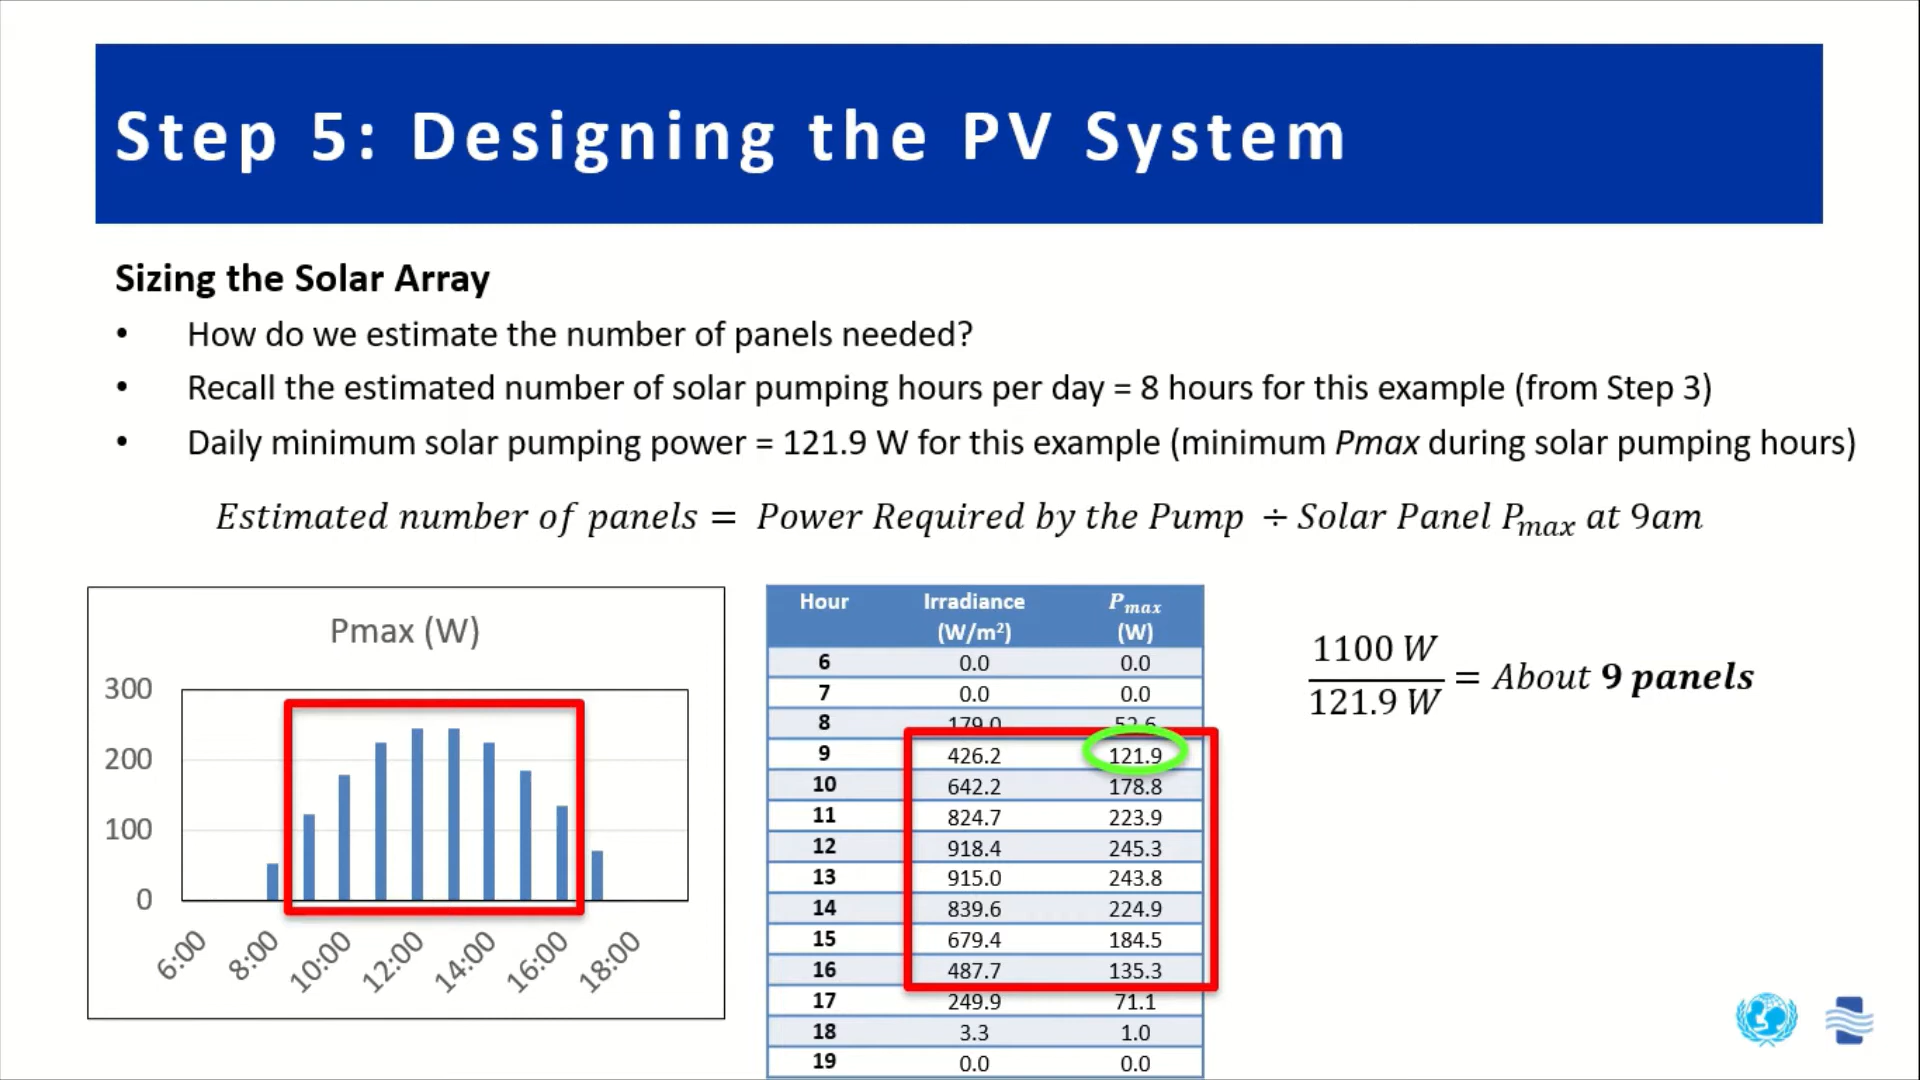 Step 5: Designing the PV System
Sizing the Solar Array
• How do we estimate the number of panels needed?
• Recall the estimated number of solar pumping hours per day = 8 hours for this example (from Step 3)
• Daily minimum solar pumping power = 121.9 W for this example (minimum Pmax during solar pumping hours)
Estimated number of panels = Power Required by the Pump ÷ Solar Panel Pmax at 9am
Pmax (W)
300
200
100
0
6:00 8:00 10:00 12:00 14:00 16:00 18:00
Hour Irradiance Pmax
(W/m²) (W)
6 0.0 0.0
7 0.0 0.0
8 179.0 52.6
9 426.2 121.9
10 642.2 178.8
11 824.7 223.9
12 918.4 245.3
13 915.0 243.8
14 839.6 224.9
15 679.4 184.5
16 487.7 135.3
17 249.9 71.1
18 3.3 1.0
19 0.0 0.0
1100 W
121.9 W
= About 9 panels